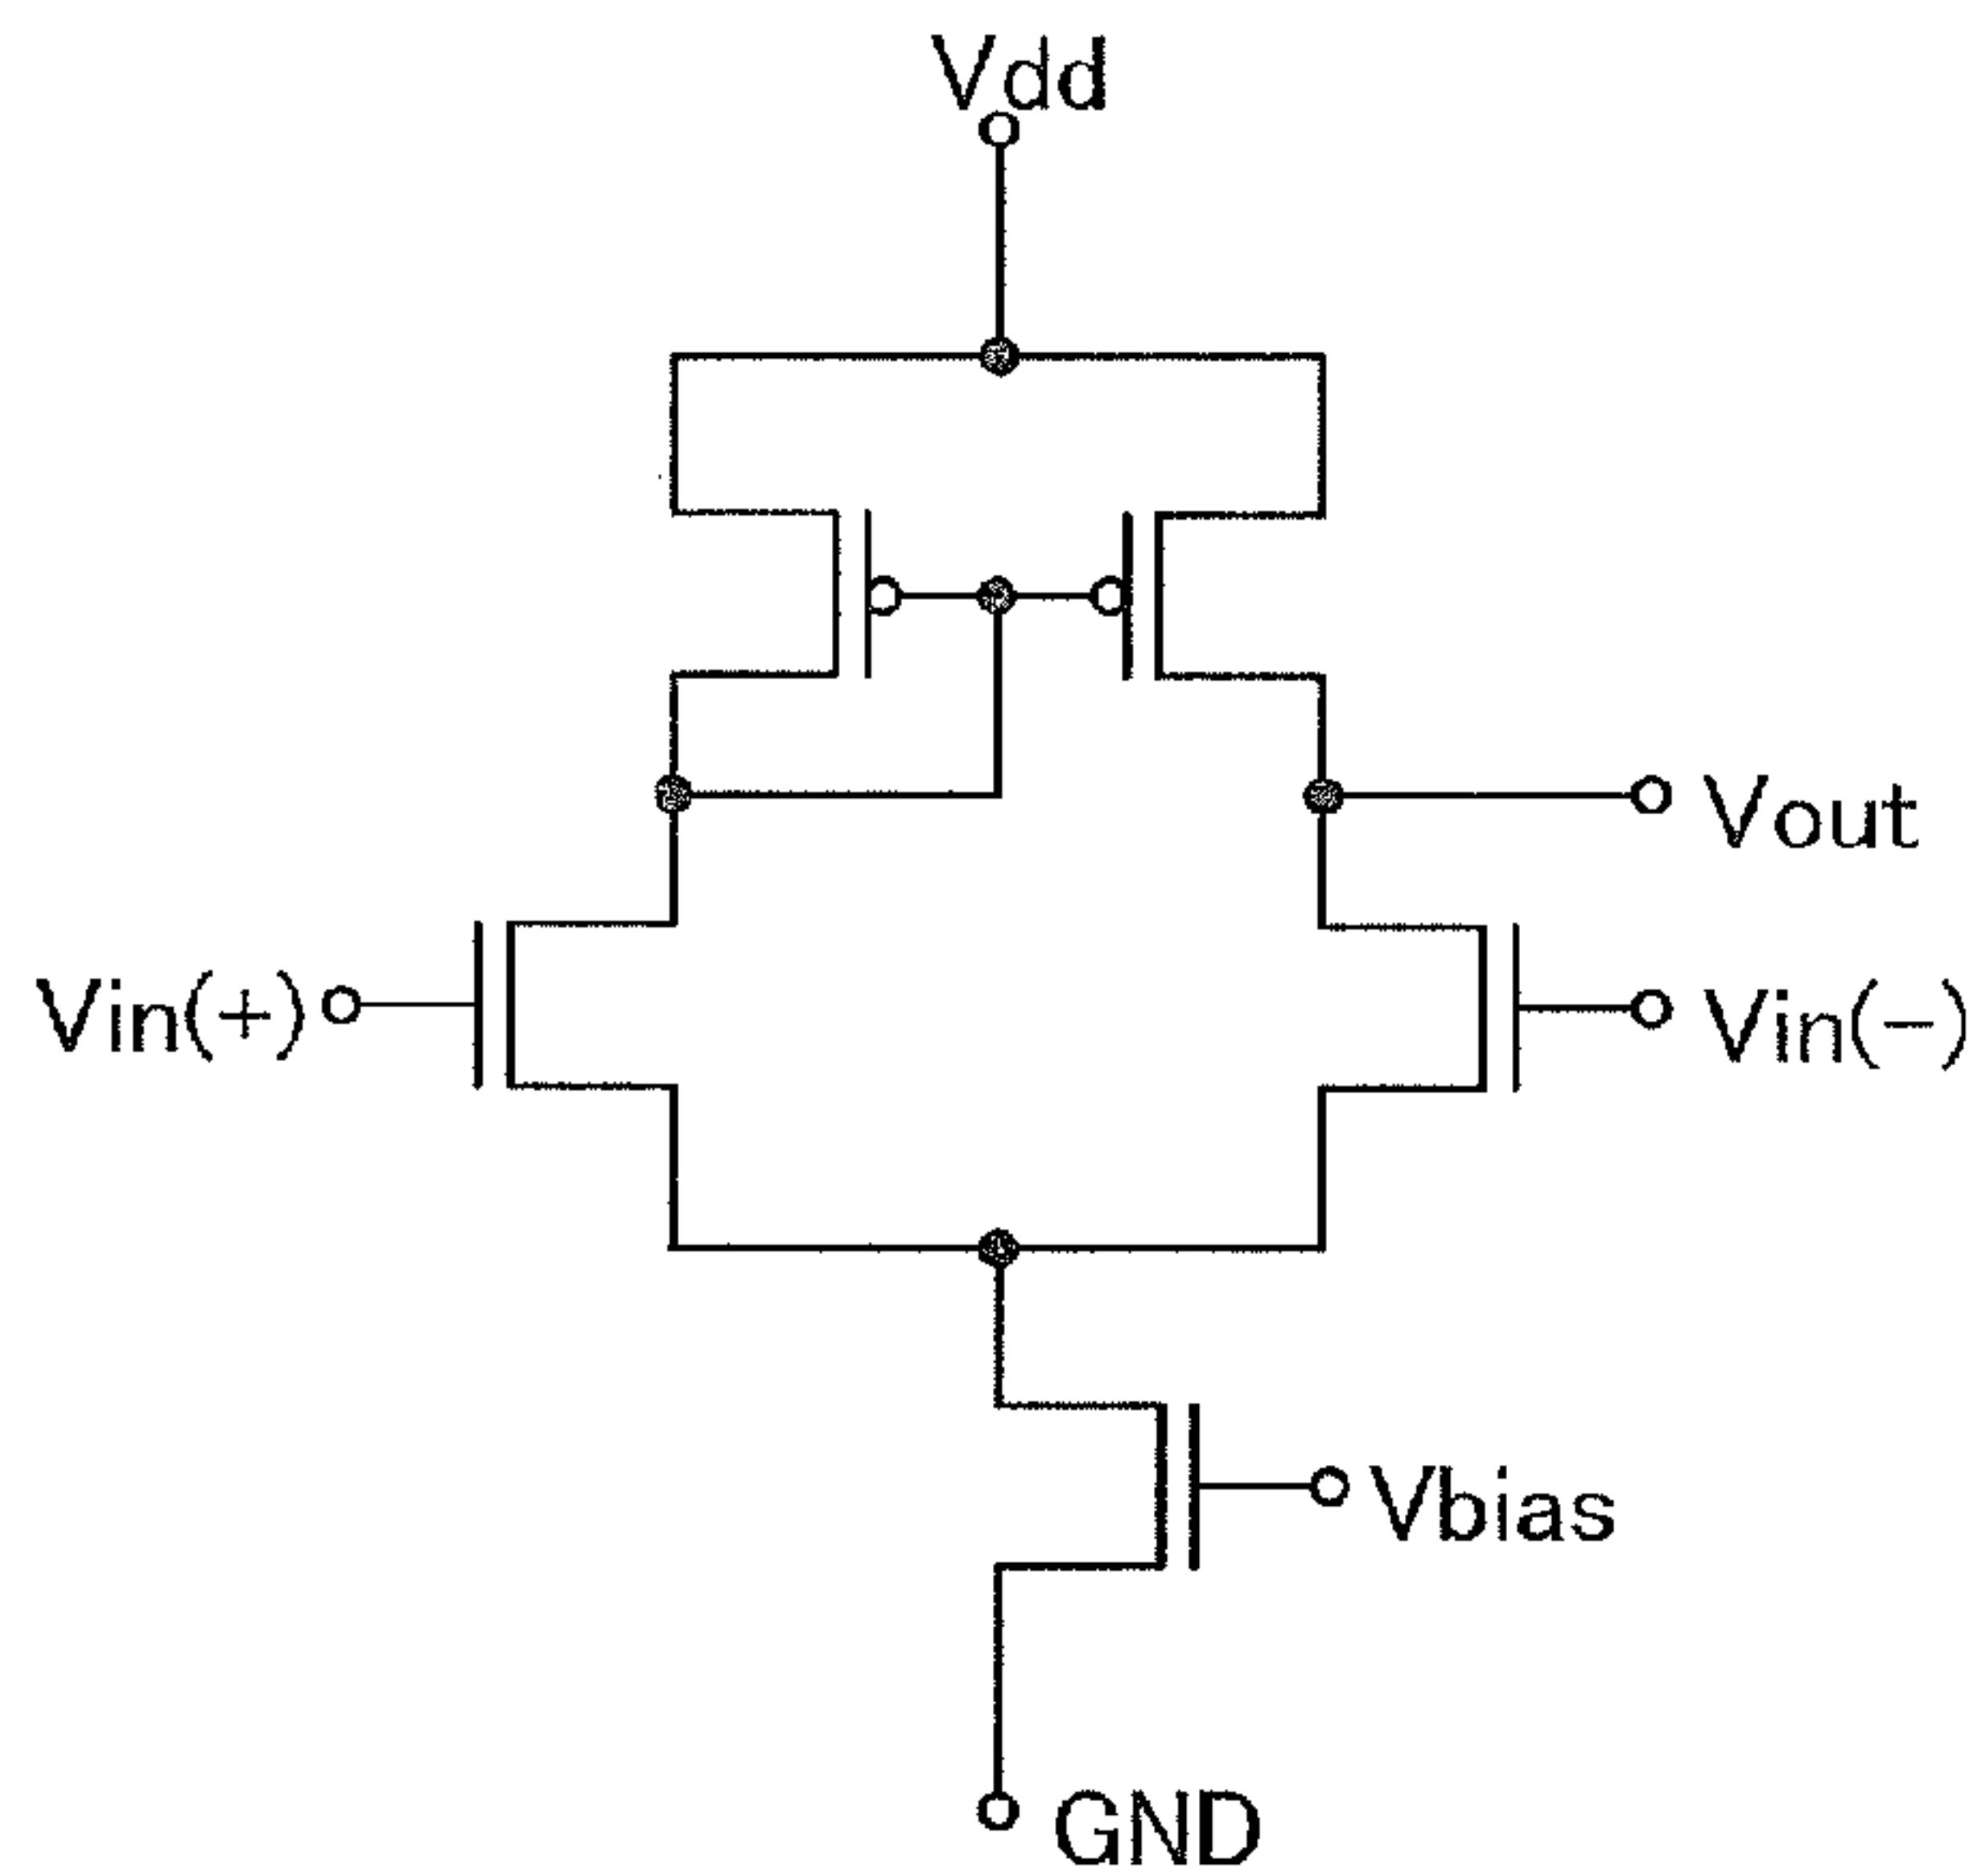 Vdd
Vout
Vin(+)
Vin(−)
Vbias
GND